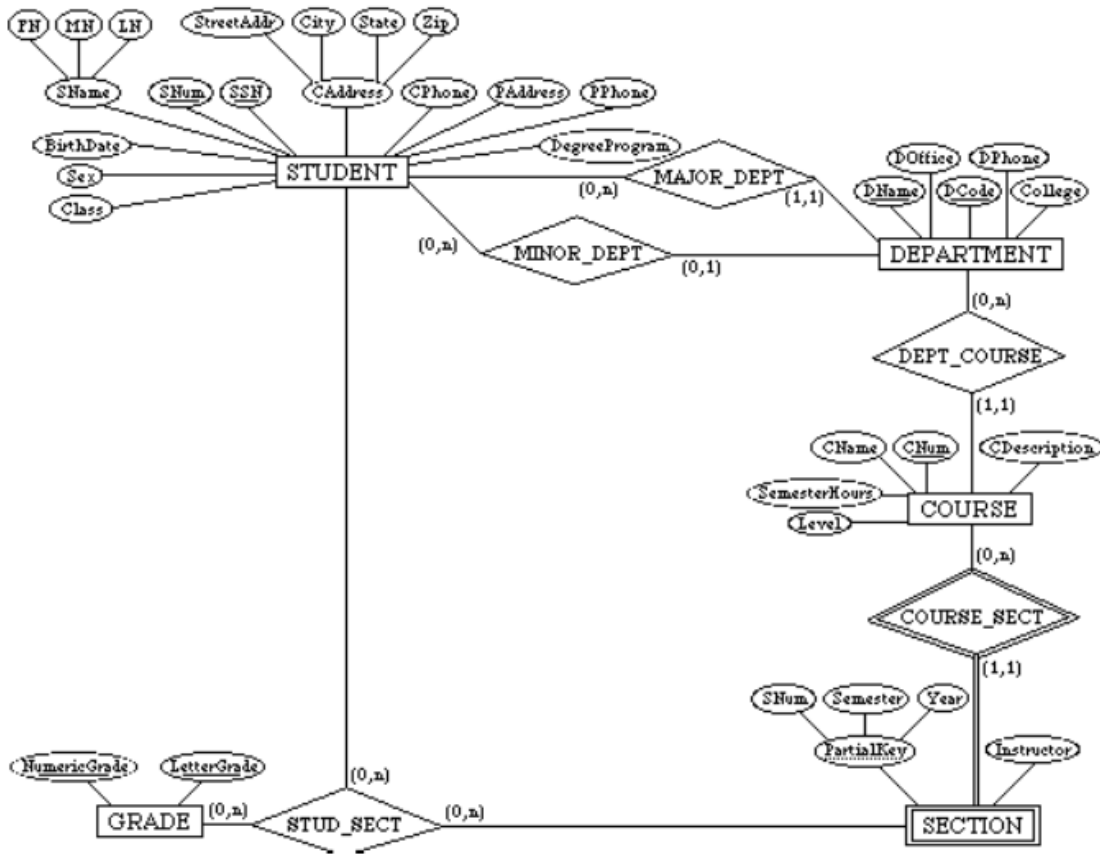 FN MN LN StreetAddr City State Zip
SName SNum SSN CAddress CPhone PAddress PPhone
BirthDate DegreeProgram DOffice DPhone
Sex STUDENT (0,n) MAJOR_DEPT (1,1) DName DCode College
Class
(0,n) MINOR_DEPT (0,1) DEPARTMENT
(0,n)
DEPT_COURSE
(1,1)
CName CNum CDescription
SemesterHours COURSE
Level
(0,n)
COURSE_SECT
(1,1)
SNum Semester Year
PartialKey Instructor
NumericGrade LetterGrade (0,n)
GRADE (0,n) STUD_SECT (0,n) SECTION